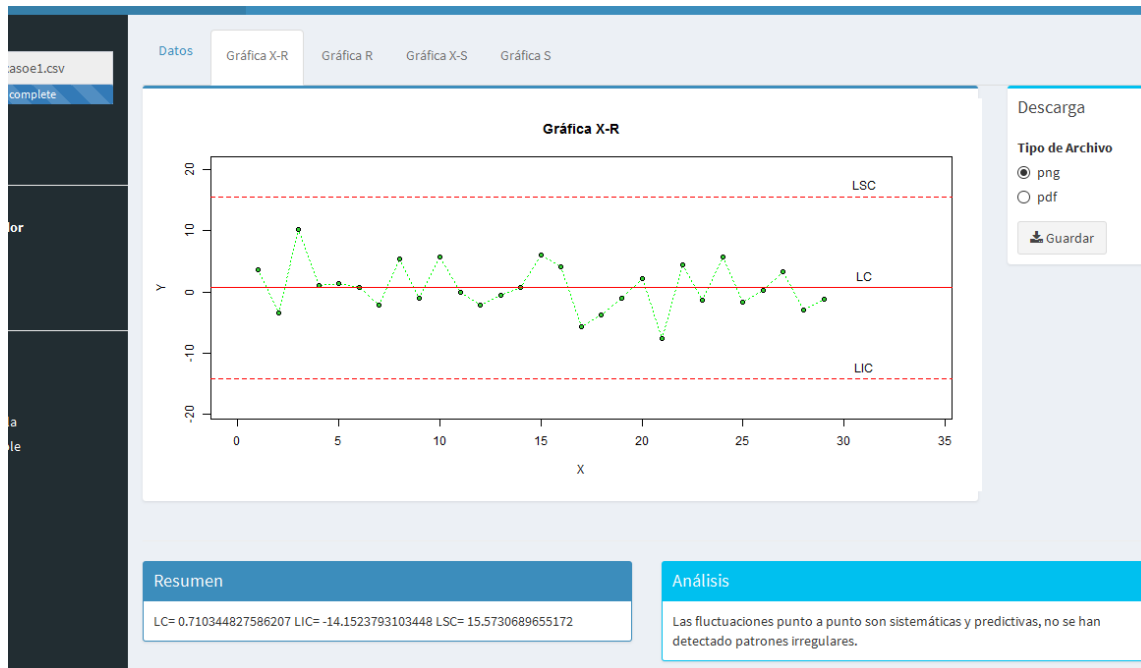 Datos
Gráfica X-R
Gráfica R
Gráfica X-S
Gráfica S
asoe1.csv
complete
lor
la
le
Gráfica X-R
LSC
LC
LIC
Y
20
10
0
-10
-20
0 5 10 15 20 25 30 35
X
Descarga
Tipo de Archivo
png
pdf
Guardar
Resumen
LC= 0.710344827586207 LIC= -14.1523793103448 LSC= 15.5730689655172
Análisis
Las fluctuaciones punto a punto son sistemáticas y predictivas, no se han
detectado patrones irregulares.